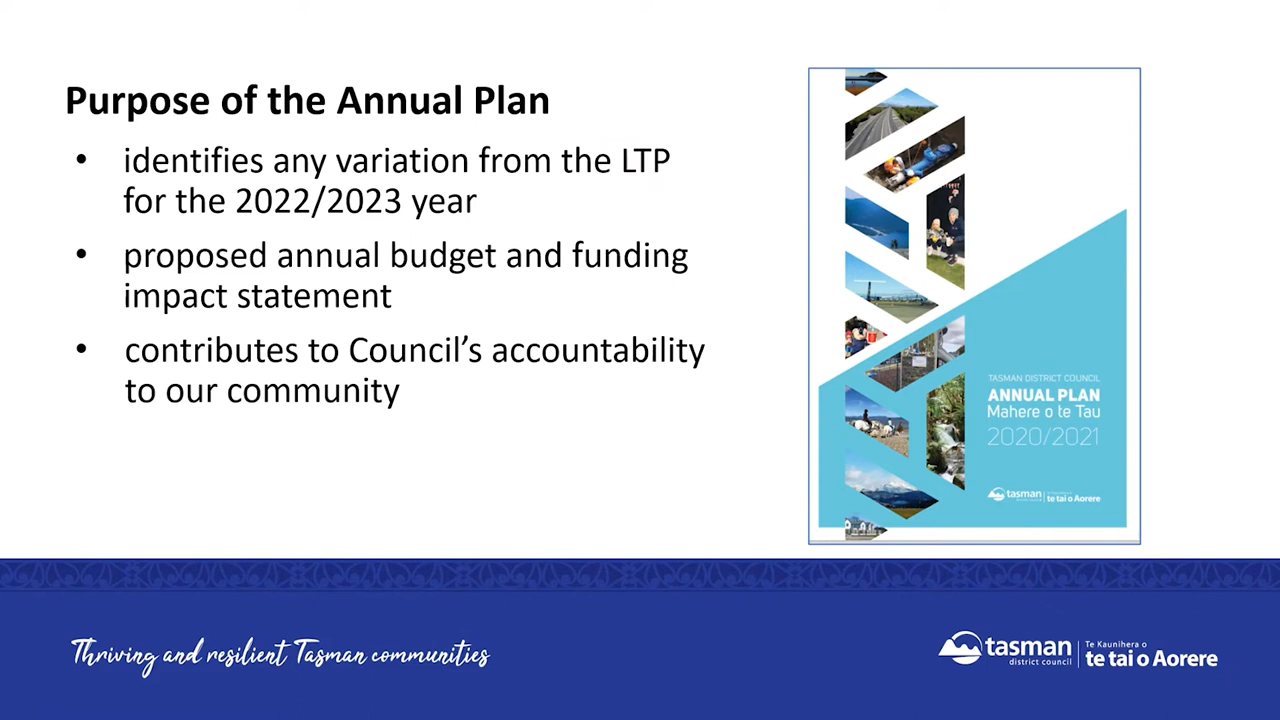 Purpose of the Annual Plan
• identifies any variation from the LTP
for the 2022/2023 year
• proposed annual budget and funding
impact statement
• contributes to Council’s accountability
to our community
TASMAN DISTRICT COUNCIL
ANNUAL PLAN
Mahere o te Tau
2020/2021
tasman
te tai o Aorere
Thriving and resilient Tasman communities
tasman
district council
Te Kaunihera o
te tai o Aorere